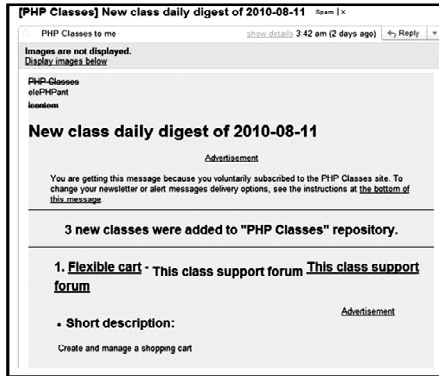 [PHP Classes] New class daily digest of 2010-08-11 Spam | x
PHP Classes to me show details 3:42 am (2 days ago) Reply
Images are not displayed.
Display images below
PHP Classes
elePHPant
icontem
New class daily digest of 2010-08-11
Advertisement
You are getting this message because you voluntarily subscribed to the PHP Classes site. To
change your newsletter or alert messages delivery options, see the instructions at the bottom of
this message.
3 new classes were added to "PHP Classes" repository.
1. Flexible cart - This class support forum This class support
forum
Advertisement
• Short description:
Create and manage a shopping cart